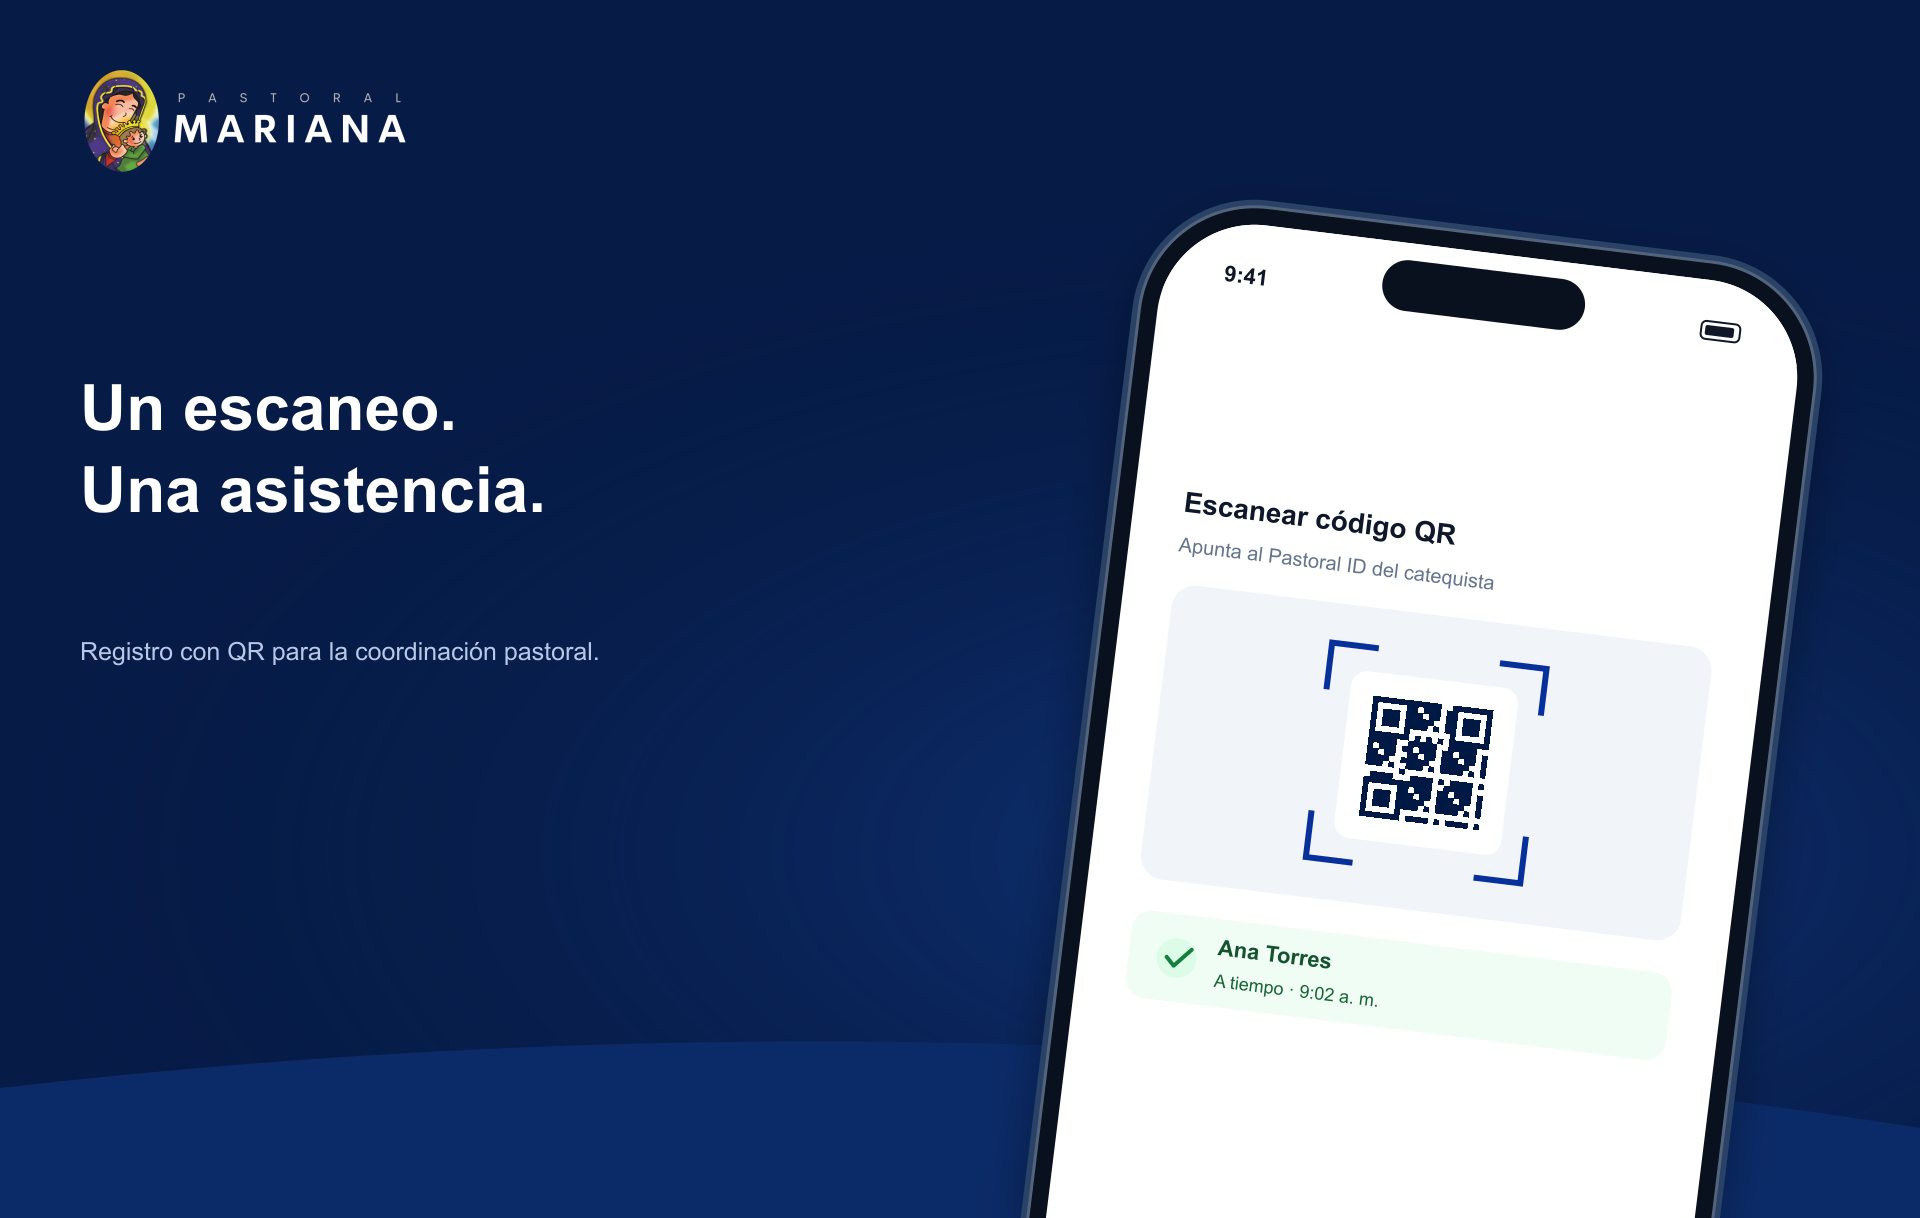 PASTORAL
MARIANA
Un escaneo.
Una asistencia.
Registro con QR para la coordinación pastoral.
9:41
Escanear código QR
Apunta al Pastoral ID del catequista
Ana Torres
A tiempo · 9:02 a. m.